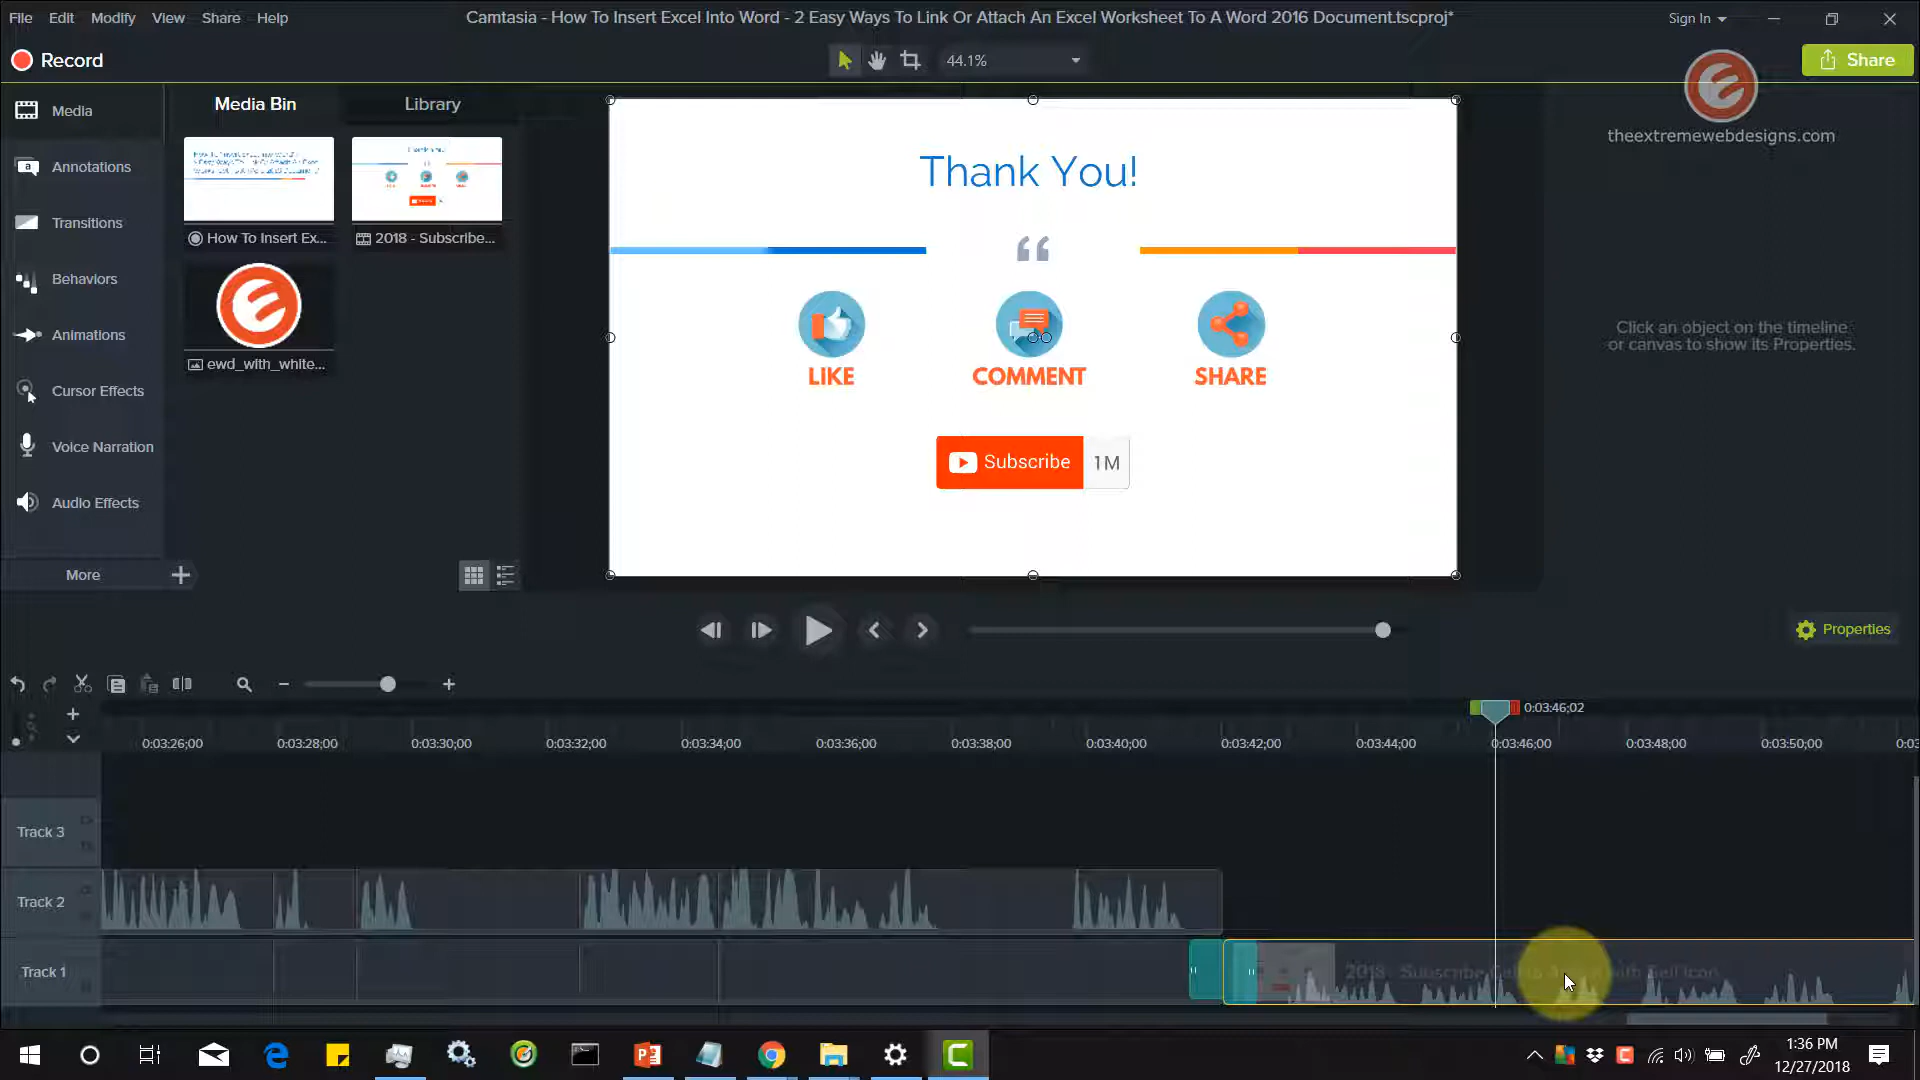 File Edit Modify View Share Help
Camtasia - How To Insert Excel Into Word - 2 Easy Ways To Link Or Attach An Excel Worksheet To A Word 2016 Document.tscproj*
Sign In
Record
44.1%
Share
theextremewebdesigns.com
Media
Annotations
Transitions
Behaviors
Animations
Cursor Effects
Voice Narration
Audio Effects
More
Media Bin
Library
How To Insert Ex...
2018 - Subscribe...
ewd_with_white...
Thank You!
“
LIKE
COMMENT
SHARE
Subscribe
1M
Click an object on the timeline
or canvas to show its Properties.
Properties
0:03:46;02
0:03:26;00 0:03:28;00 0:03:30;00 0:03:32;00 0:03:34;00 0:03:36;00 0:03:38;00 0:03:40;00 0:03:42;00 0:03:44;00 0:03:46;00 0:03:48;00 0:03:50;00 0:03
Track 3
Track 2
Track 1
2018 - Subscribe
with Bell Icon
1:36 PM
12/27/2018